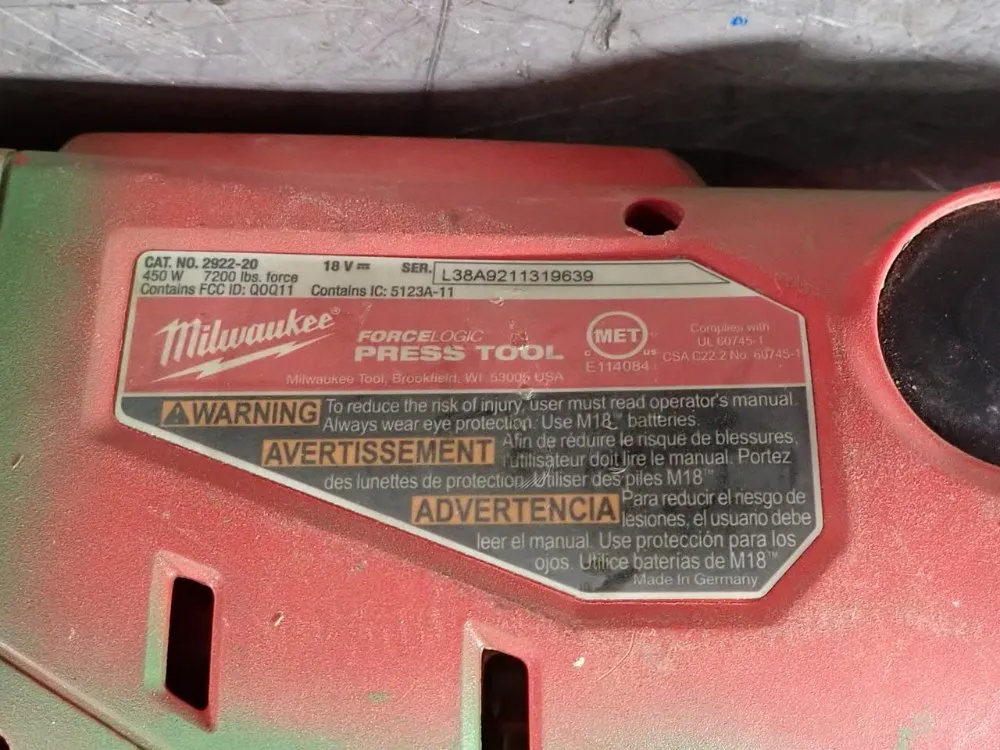 CAT. NO. 2922-20 18 V SER. L38A9211319639
450 W 7200 lbs. force
Contains FCC ID: QOQ11 Contains IC: 5123A-11
Milwaukee®
FORCELOGIC
PRESS TOOL
Milwaukee Tool, Brookfield, WI 53005 USA
MET
c us
E114084
Complies with
UL 60745-1
CSA C22.2 No. 60745-1
WARNING To reduce the risk of injury, user must read operator's manual.
Always wear eye protection. Use M18™ batteries.
AVERTISSEMENT Afin de réduire le risque de blessures,
l'utilisateur doit lire le manual. Portez
des lunettes de protection. Utiliser des piles M18™
ADVERTENCIA Para reducir el riesgo de
lesiones, el usuario debe
leer el manual. Use protección para los
ojos. Utilice baterías de M18™
Made In Germany